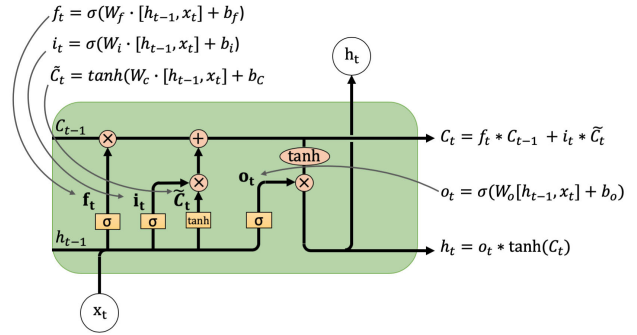 f_t = σ(W_f · [h_{t-1}, x_t] + b_f)
i_t = σ(W_i · [h_{t-1}, x_t] + b_i)
C̃_t = tanh(W_c · [h_{t-1}, x_t] + b_C
h_t
C_{t-1}
×
+
C_t = f_t * C_{t-1} + i_t * C̃_t
tanh
f_t
i_t
C̃_t
×
o_t
×
o_t = σ(W_o[h_{t-1}, x_t] + b_o)
σ
σ
tanh
σ
h_{t-1}
h_t = o_t * tanh(C_t)
x_t